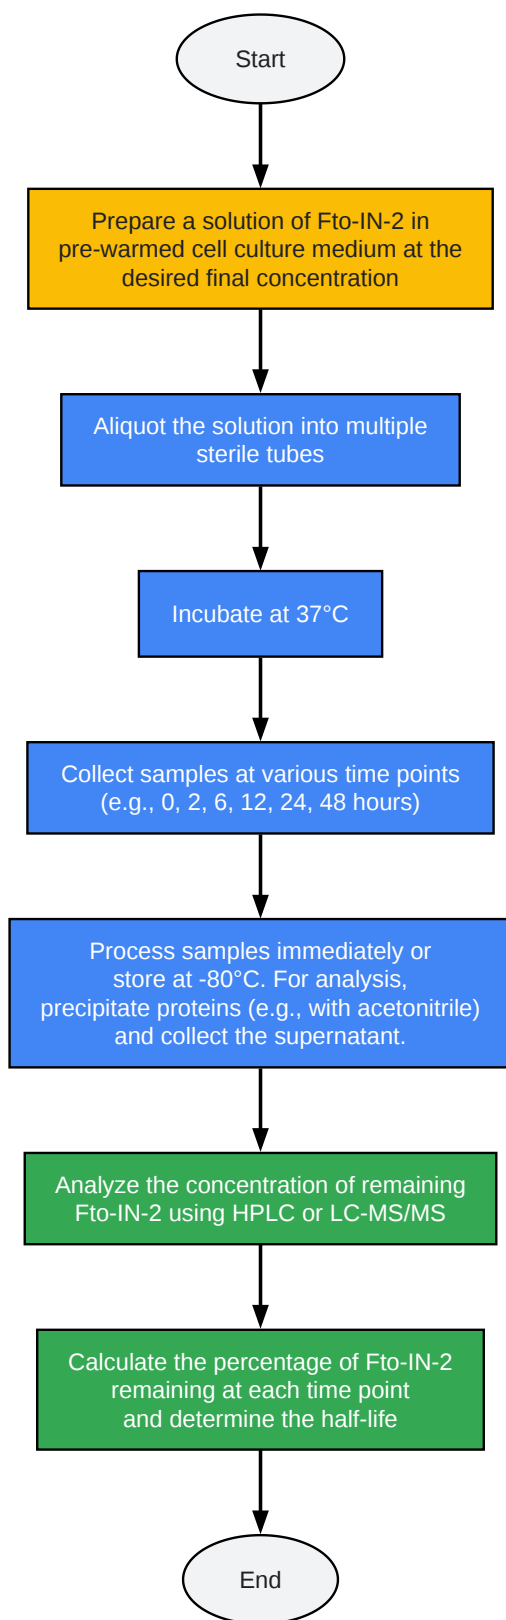 Start
Prepare a solution of Fto-IN-2 in
pre-warmed cell culture medium at the
desired final concentration
Aliquot the solution into multiple
sterile tubes
Incubate at 37°C
Collect samples at various time points
(e.g., 0, 2, 6, 12, 24, 48 hours)
Process samples immediately or
store at -80°C. For analysis,
precipitate proteins (e.g., with acetonitrile)
and collect the supernatant.
Analyze the concentration of remaining
Fto-IN-2 using HPLC or LC-MS/MS
Calculate the percentage of Fto-IN-2
remaining at each time point
and determine the half-life
End